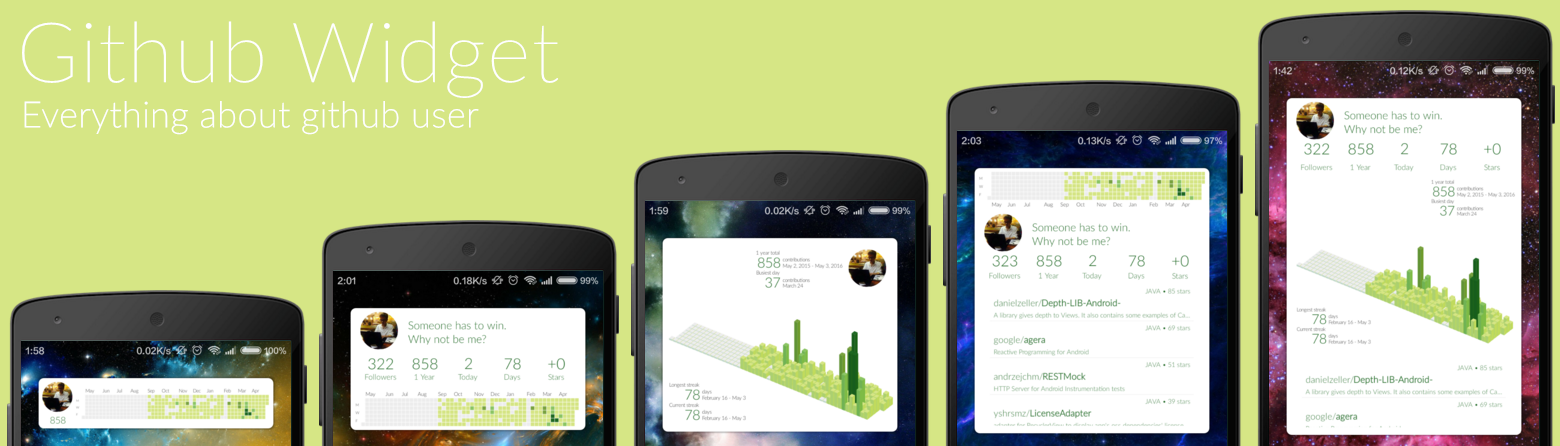 Github Widget
Everything about github user
1:58 0.02K/s 100%
858
May Jun Jul Aug Sep Oct Nov Dec Jan Feb Mar Apr
2:01 0.18K/s 99%
Someone has to win.
Why not be me?
322 858 2 78 +0
Followers 1 Year Today Days Stars
May Jun Jul Aug Sep Oct Nov Dec Jan Feb Mar Apr
1:59 0.02K/s 99%
1 year total
858 contributions
May 2, 2015 - May 3, 2016
Busiest day
37 contributions
March 24
Longest streak
78 days
February 16 - May 3
Current streak
78 days
February 16 - May 3
2:03 0.13K/s 97%
May Jun Jul Aug Sep Oct Nov Dec Jan Feb Mar Apr
Someone has to win.
Why not be me?
323 858 2 78 +0
Followers 1 Year Today Days Stars
JAVA • 85 stars
danielzeller/Depth-LIB-Android-
A library gives depth to Views. It also contains some examples of Ca...
JAVA • 69 stars
google/agera
Reactive Programming for Android
JAVA • 51 stars
andrzejchm/RESTMock
HTTP Server for Android Instrumentation tests
JAVA • 39 stars
yshrsmz/LicenseAdapter
1:42 0.12K/s 99%
Someone has to win.
Why not be me?
322 858 2 78 +0
Followers 1 Year Today Days Stars
1 year total
858 contributions
May 2, 2015 - May 3, 2016
Busiest day
37 contributions
March 24
Longest streak
78 days
February 16 - May 3
Current streak
78 days
February 16 - May 3
JAVA • 85 stars
danielzeller/Depth-LIB-Android-
A library gives depth to Views. It also contains some examples of Ca...
JAVA • 69 stars
google/agera